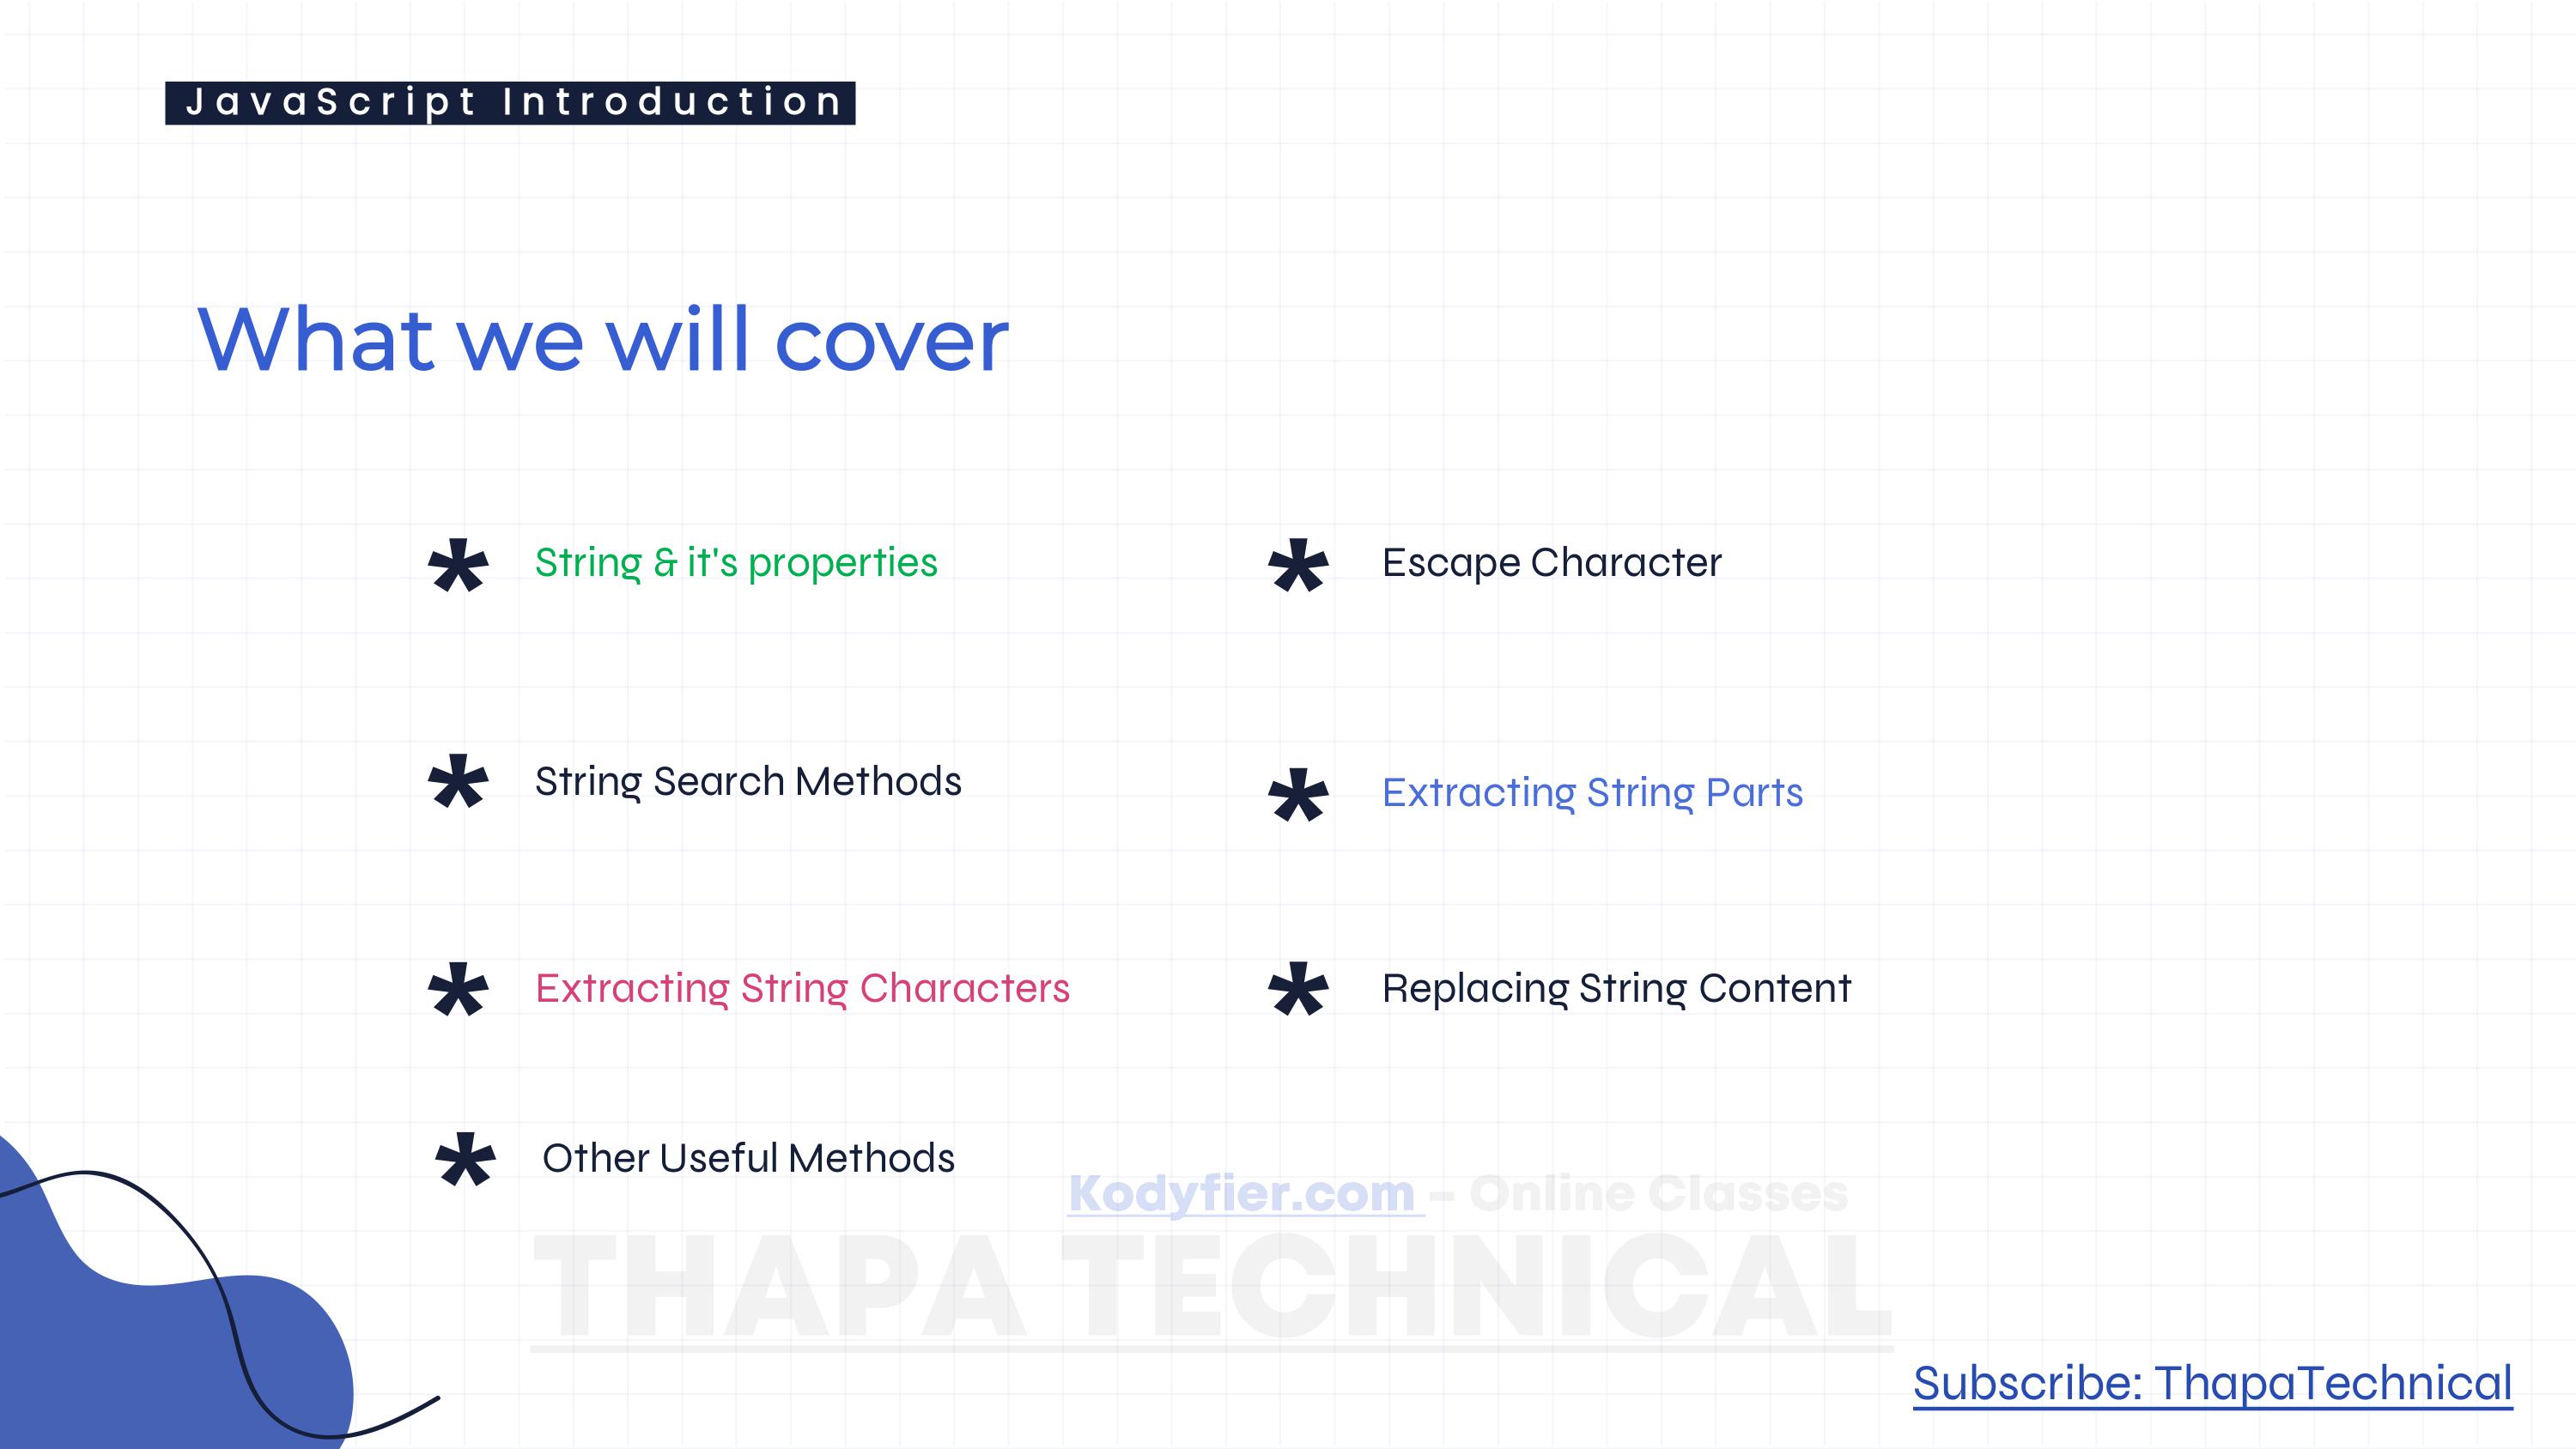 JavaScript Introduction
What we will cover
* String & it's properties
* Escape Character
* String Search Methods
* Extracting String Parts
* Extracting String Characters
* Replacing String Content
* Other Useful Methods
Kodyfier.com - Online Classes
THAPA TECHNICAL
Subscribe: ThapaTechnical